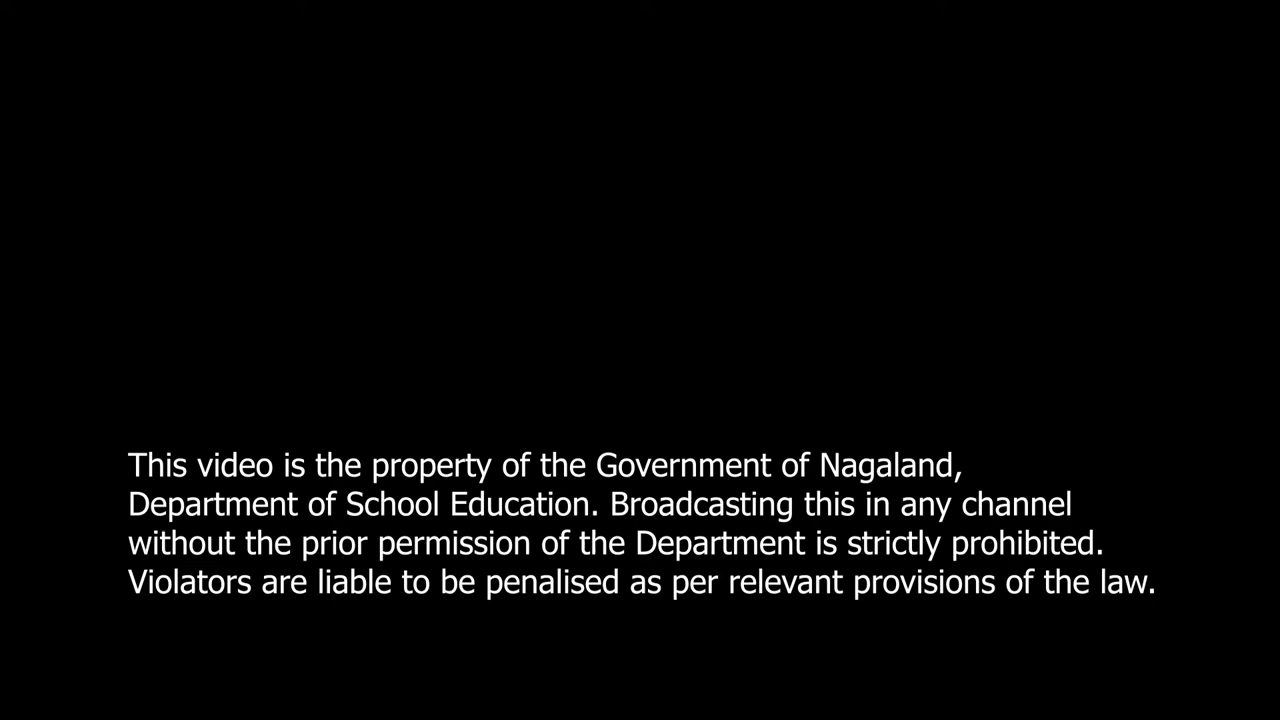 This video is the property of the Government of Nagaland,
Department of School Education. Broadcasting this in any channel
without the prior permission of the Department is strictly prohibited.
Violators are liable to be penalised as per relevant provisions of the law.